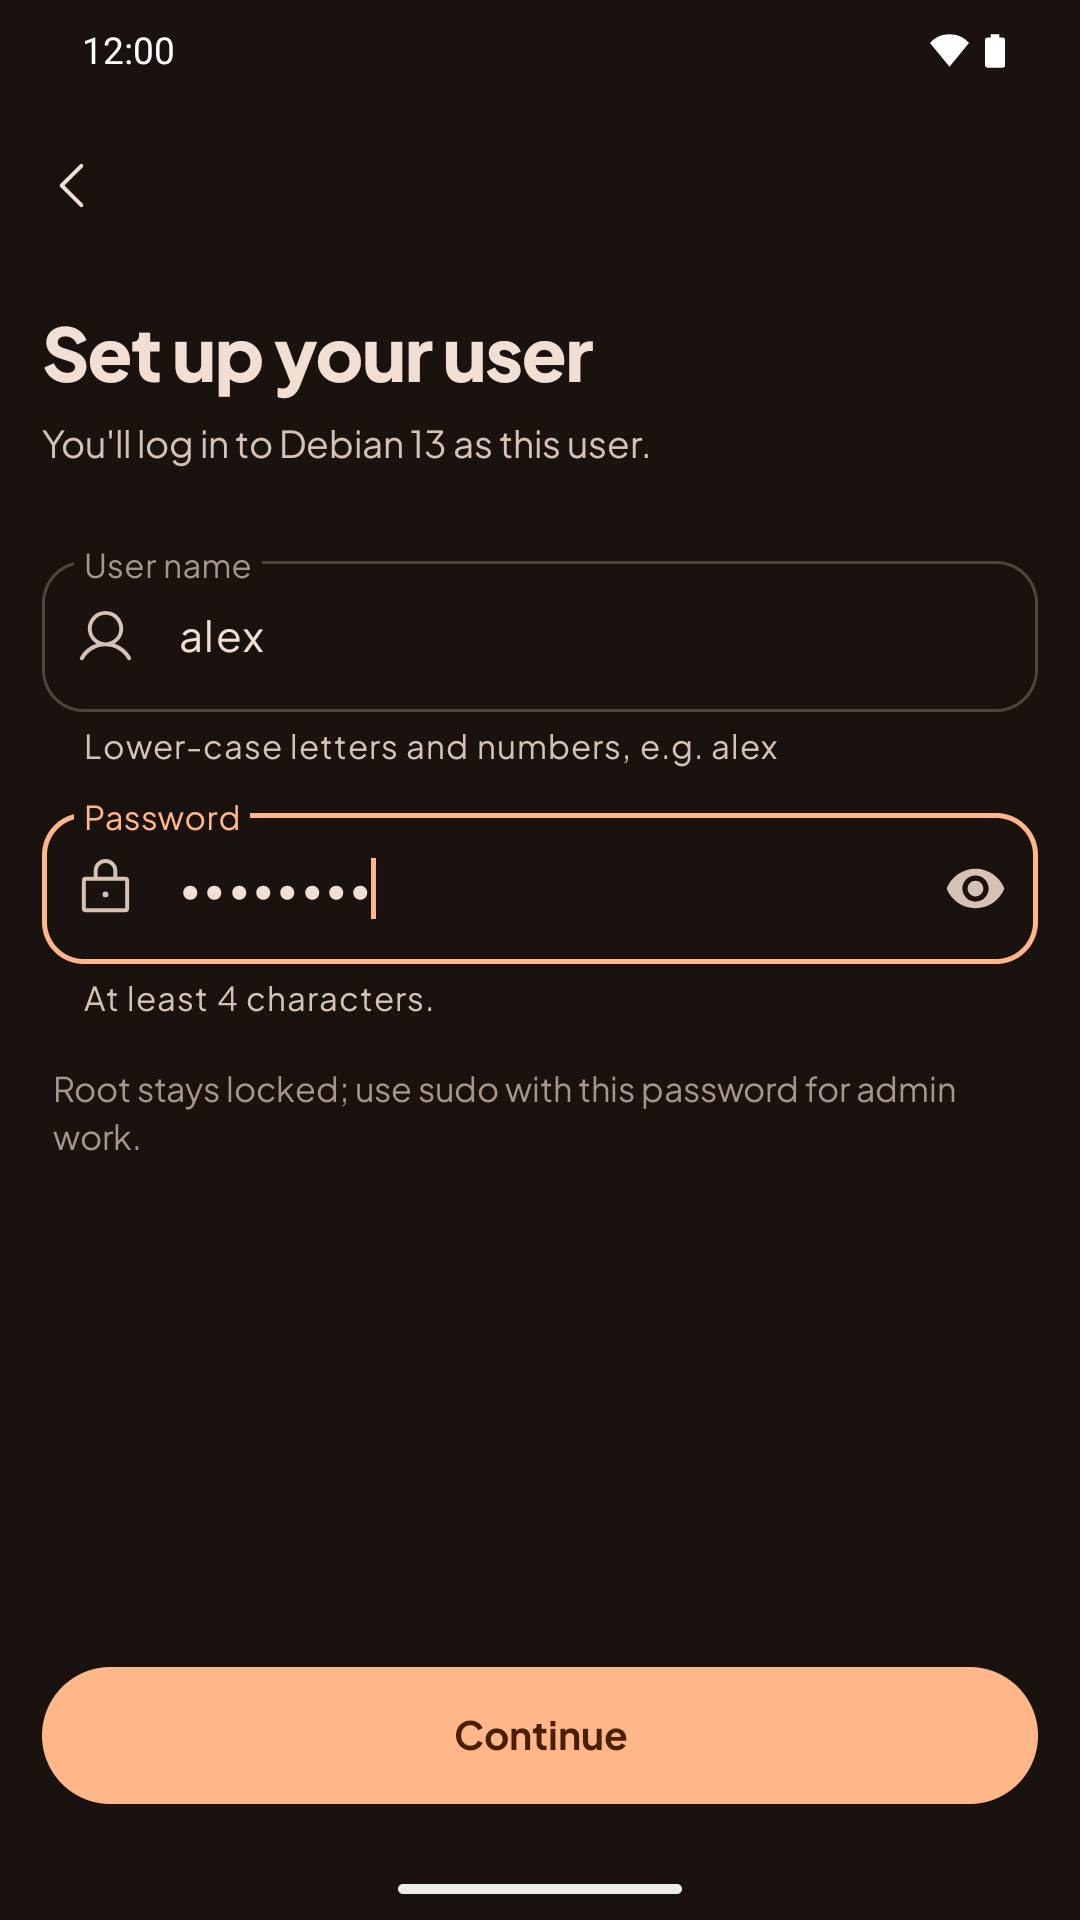 12:00
Set up your user
You'll log in to Debian 13 as this user.
User name
alex
Lower-case letters and numbers, e.g. alex
Password
••••••••
At least 4 characters.
Root stays locked; use sudo with this password for admin
work.
Continue